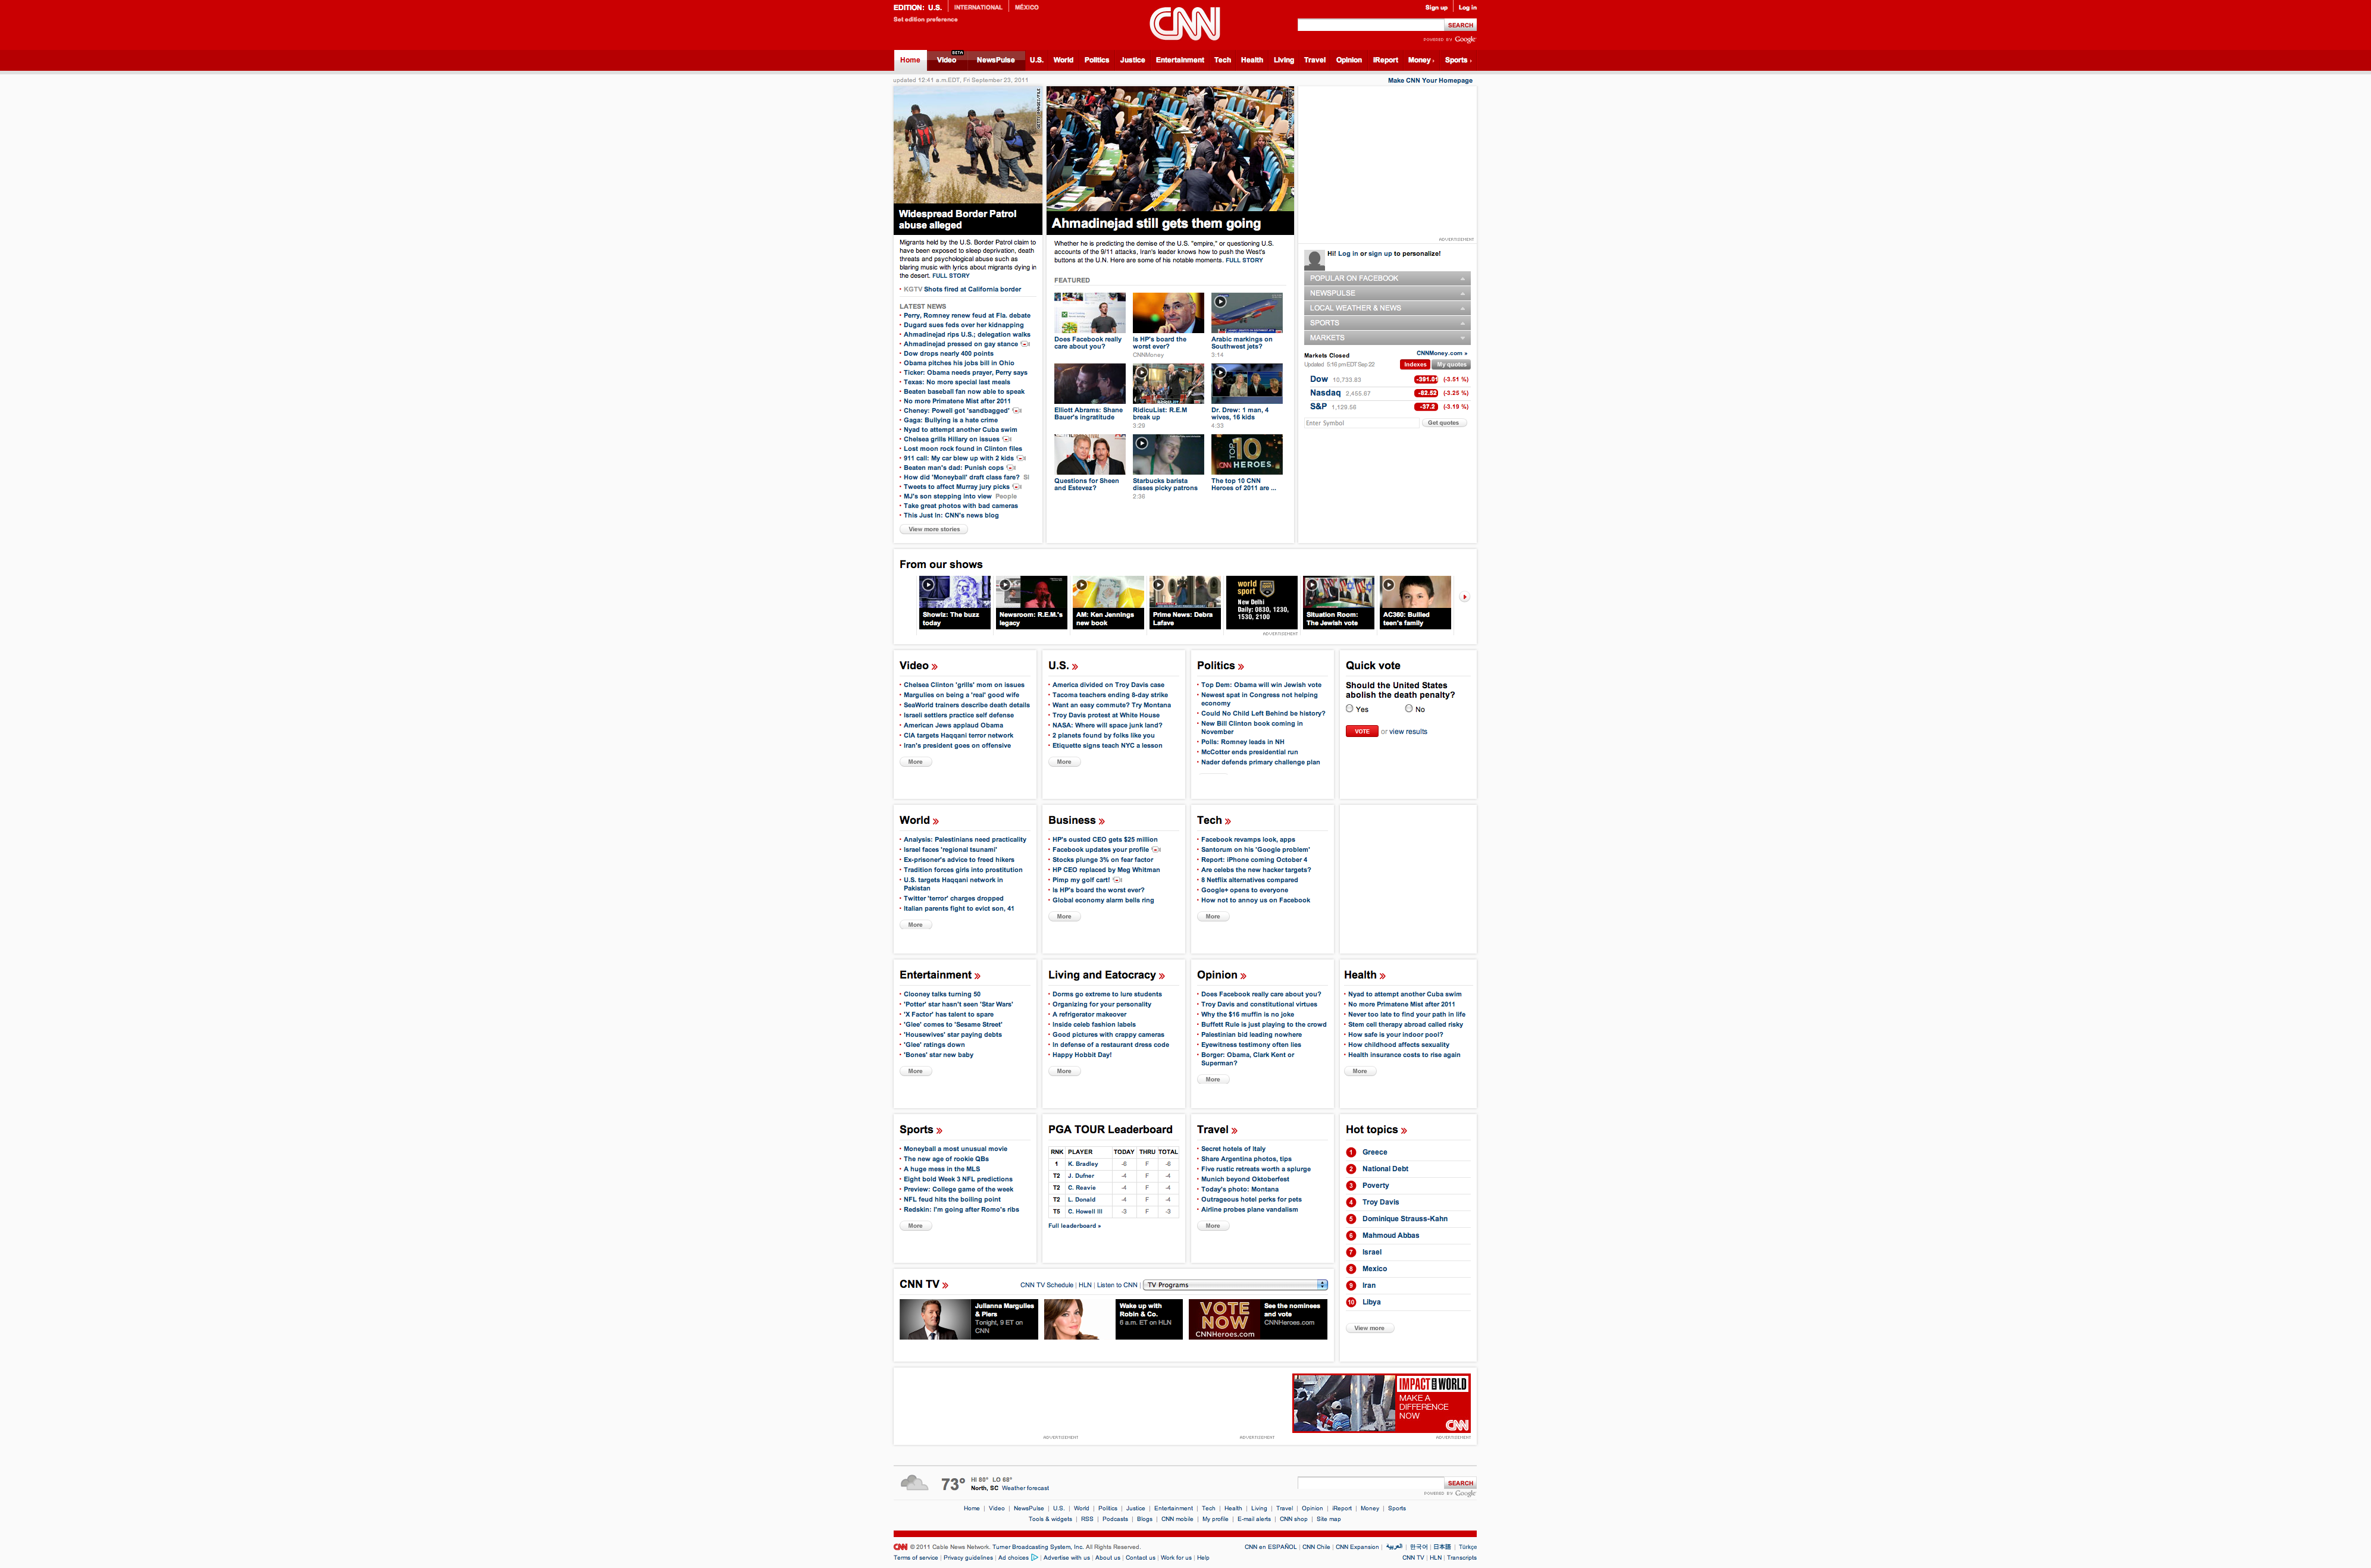 EDITION: U.S. INTERNATIONAL MÉXICO
Set edition preference
CNN
Sign up Log in
SEARCH
POWERED BY Google
Home Video BETA NewsPulse U.S. World Politics Justice Entertainment Tech Health Living Travel Opinion iReport Money Sports
updated 12:41 a.m.EDT, Fri September 23, 2011
Make CNN Your Homepage
Widespread Border Patrol
abuse alleged
Migrants held by the U.S. Border Patrol claim to
have been exposed to sleep deprivation, death
threats and psychological abuse such as
blaring music with lyrics about migrants dying in
the desert. FULL STORY
KGTV Shots fired at California border
LATEST NEWS
Perry, Romney renew feud at Fla. debate
Dugard sues feds over her kidnapping
Ahmadinejad rips U.S.; delegation walks
Ahmadinejad pressed on gay stance
Dow drops nearly 400 points
Obama pitches his jobs bill in Ohio
Ticker: Obama needs prayer, Perry says
Texas: No more special last meals
Beaten baseball fan now able to speak
No more Primatene Mist after 2011
Cheney: Powell got 'sandbagged'
Gaga: Bullying is a hate crime
Nyad to attempt another Cuba swim
Chelsea grills Hillary on issues
Lost moon rock found in Clinton files
911 call: My car blew up with 2 kids
Beaten man's dad: Punish cops
How did 'Moneyball' draft class fare? SI
Tweets to affect Murray jury picks
MJ's son stepping into view People
Take great photos with bad cameras
This Just In: CNN's news blog
View more stories
Ahmadinejad still gets them going
Whether he is predicting the demise of the U.S. "empire," or questioning U.S.
accounts of the 9/11 attacks, Iran's leader knows how to push the West's
buttons at the U.N. Here are some of his notable moments. FULL STORY
FEATURED
Does Facebook really
care about you?
Is HP's board the
worst ever?
CNNMoney
Arabic markings on
Southwest jets?
3:14
Elliott Abrams: Shane
Bauer's ingratitude
RidicuList: R.E.M
break up
3:29
Dr. Drew: 1 man, 4
wives, 16 kids
4:33
Questions for Sheen
and Estevez?
Starbucks barista
disses picky patrons
2:36
TOP 10 CNN HEROES
The top 10 CNN
Heroes of 2011 are ...
ADVERTISEMENT
Hi! Log in or sign up to personalize!
POPULAR ON FACEBOOK
NEWSPULSE
LOCAL WEATHER & NEWS
SPORTS
MARKETS
Markets Closed CNNMoney.com »
Updated 5:16 pm EDT Sep 22 Indexes My quotes
Dow 10,733.83 -391.01 (-3.51 %)
Nasdaq 2,455.67 -82.52 (-3.25 %)
S&P 1,129.56 -37.2 (-3.19 %)
Enter Symbol Get quotes
From our shows
Showbiz: The buzz
today
Newsroom: R.E.M.'s
legacy
AM: Ken Jennings
new book
Prime News: Debra
Lafave
world
sport
New Delhi
Daily: 0830, 1230,
1530, 2100
ADVERTISEMENT
Situation Room:
The Jewish vote
AC360: Bullied
teen's family
Video
Chelsea Clinton 'grills' mom on issues
Margulies on being a 'real' good wife
SeaWorld trainers describe death details
Israeli settlers practice self defense
American Jews applaud Obama
CIA targets Haqqani terror network
Iran's president goes on offensive
More
U.S.
America divided on Troy Davis case
Tacoma teachers ending 8-day strike
Want an easy commute? Try Montana
Troy Davis protest at White House
NASA: Where will space junk land?
2 planets found by folks like you
Etiquette signs teach NYC a lesson
More
Politics
Top Dem: Obama will win Jewish vote
Newest spat in Congress not helping
economy
Could No Child Left Behind be history?
New Bill Clinton book coming in
November
Polls: Romney leads in NH
McCotter ends presidential run
Nader defends primary challenge plan
Quick vote
Should the United States
abolish the death penalty?
Yes No
VOTE or view results
World
Analysis: Palestinians need practicality
Israel faces 'regional tsunami'
Ex-prisoner's advice to freed hikers
Tradition forces girls into prostitution
U.S. targets Haqqani network in
Pakistan
Twitter 'terror' charges dropped
Italian parents fight to evict son, 41
More
Business
HP's ousted CEO gets $25 million
Facebook updates your profile
Stocks plunge 3% on fear factor
HP CEO replaced by Meg Whitman
Pimp my golf cart!
Is HP's board the worst ever?
Global economy alarm bells ring
More
Tech
Facebook revamps look, apps
Santorum on his 'Google problem'
Report: iPhone coming October 4
Are celebs the new hacker targets?
8 Netflix alternatives compared
Google+ opens to everyone
How not to annoy us on Facebook
More
Entertainment
Clooney talks turning 50
'Potter' star hasn't seen 'Star Wars'
'X Factor' has talent to spare
'Glee' comes to 'Sesame Street'
'Housewives' star paying debts
'Glee' ratings down
'Bones' star new baby
More
Living and Eatocracy
Dorms go extreme to lure students
Organizing for your personality
A refrigerator makeover
Inside celeb fashion labels
Good pictures with crappy cameras
In defense of a restaurant dress code
Happy Hobbit Day!
More
Opinion
Does Facebook really care about you?
Troy Davis and constitutional virtues
Why the $16 muffin is no joke
Buffett Rule is just playing to the crowd
Palestinian bid leading nowhere
Eyewitness testimony often lies
Borger: Obama, Clark Kent or
Superman?
More
Health
Nyad to attempt another Cuba swim
No more Primatene Mist after 2011
Never too late to find your path in life
Stem cell therapy abroad called risky
How safe is your indoor pool?
How childhood affects sexuality
Health insurance costs to rise again
More
Sports
Moneyball a most unusual movie
The new age of rookie QBs
A huge mess in the MLS
Eight bold Week 3 NFL predictions
Preview: College game of the week
NFL feud hits the boiling point
Redskin: I'm going after Romo's ribs
More
PGA TOUR Leaderboard
RNK PLAYER TODAY THRU TOTAL
1 K. Bradley -6 F -6
T2 J. Dufner -4 F -4
T2 C. Reavie -4 F -4
T2 L. Donald -4 F -4
T5 C. Howell III -3 F -3
Full leaderboard »
Travel
Secret hotels of Italy
Share Argentina photos, tips
Five rustic retreats worth a splurge
Munich beyond Oktoberfest
Today's photo: Montana
Outrageous hotel perks for pets
Airline probes plane vandalism
More
Hot topics
1 Greece
2 National Debt
3 Poverty
4 Troy Davis
5 Dominique Strauss-Kahn
6 Mahmoud Abbas
7 Israel
8 Mexico
9 Iran
10 Libya
View more
CNN TV
CNN TV Schedule | HLN | Listen to CNN | TV Programs
Julianna Margulies
& Piers
Tonight, 9 ET on
CNN
Wake up with
Robin & Co.
6 a.m. ET on HLN
VOTE
NOW
CNNHeroes.com
See the nominees
and vote
CNNHeroes.com
IMPACT YOUR WORLD
MAKE A
DIFFERENCE
NOW
CNN
ADVERTISEMENT ADVERTISEMENT ADVERTISEMENT
73° HI 80° LO 68°
North, SC Weather forecast
SEARCH
POWERED BY Google
Home | Video | NewsPulse | U.S. | World | Politics | Justice | Entertainment | Tech | Health | Living | Travel | Opinion | iReport | Money | Sports
Tools & widgets | RSS | Podcasts | Blogs | CNN mobile | My profile | E-mail alerts | CNN shop | Site map
CNN © 2011 Cable News Network. Turner Broadcasting System, Inc. All Rights Reserved.
CNN en ESPAÑOL | CNN Chile | CNN Expansion | العربية | 한국어 | 日本語 | Türkçe
Terms of service | Privacy guidelines | Ad choices | Advertise with us | About us | Contact us | Work for us | Help
CNN TV | HLN | Transcripts